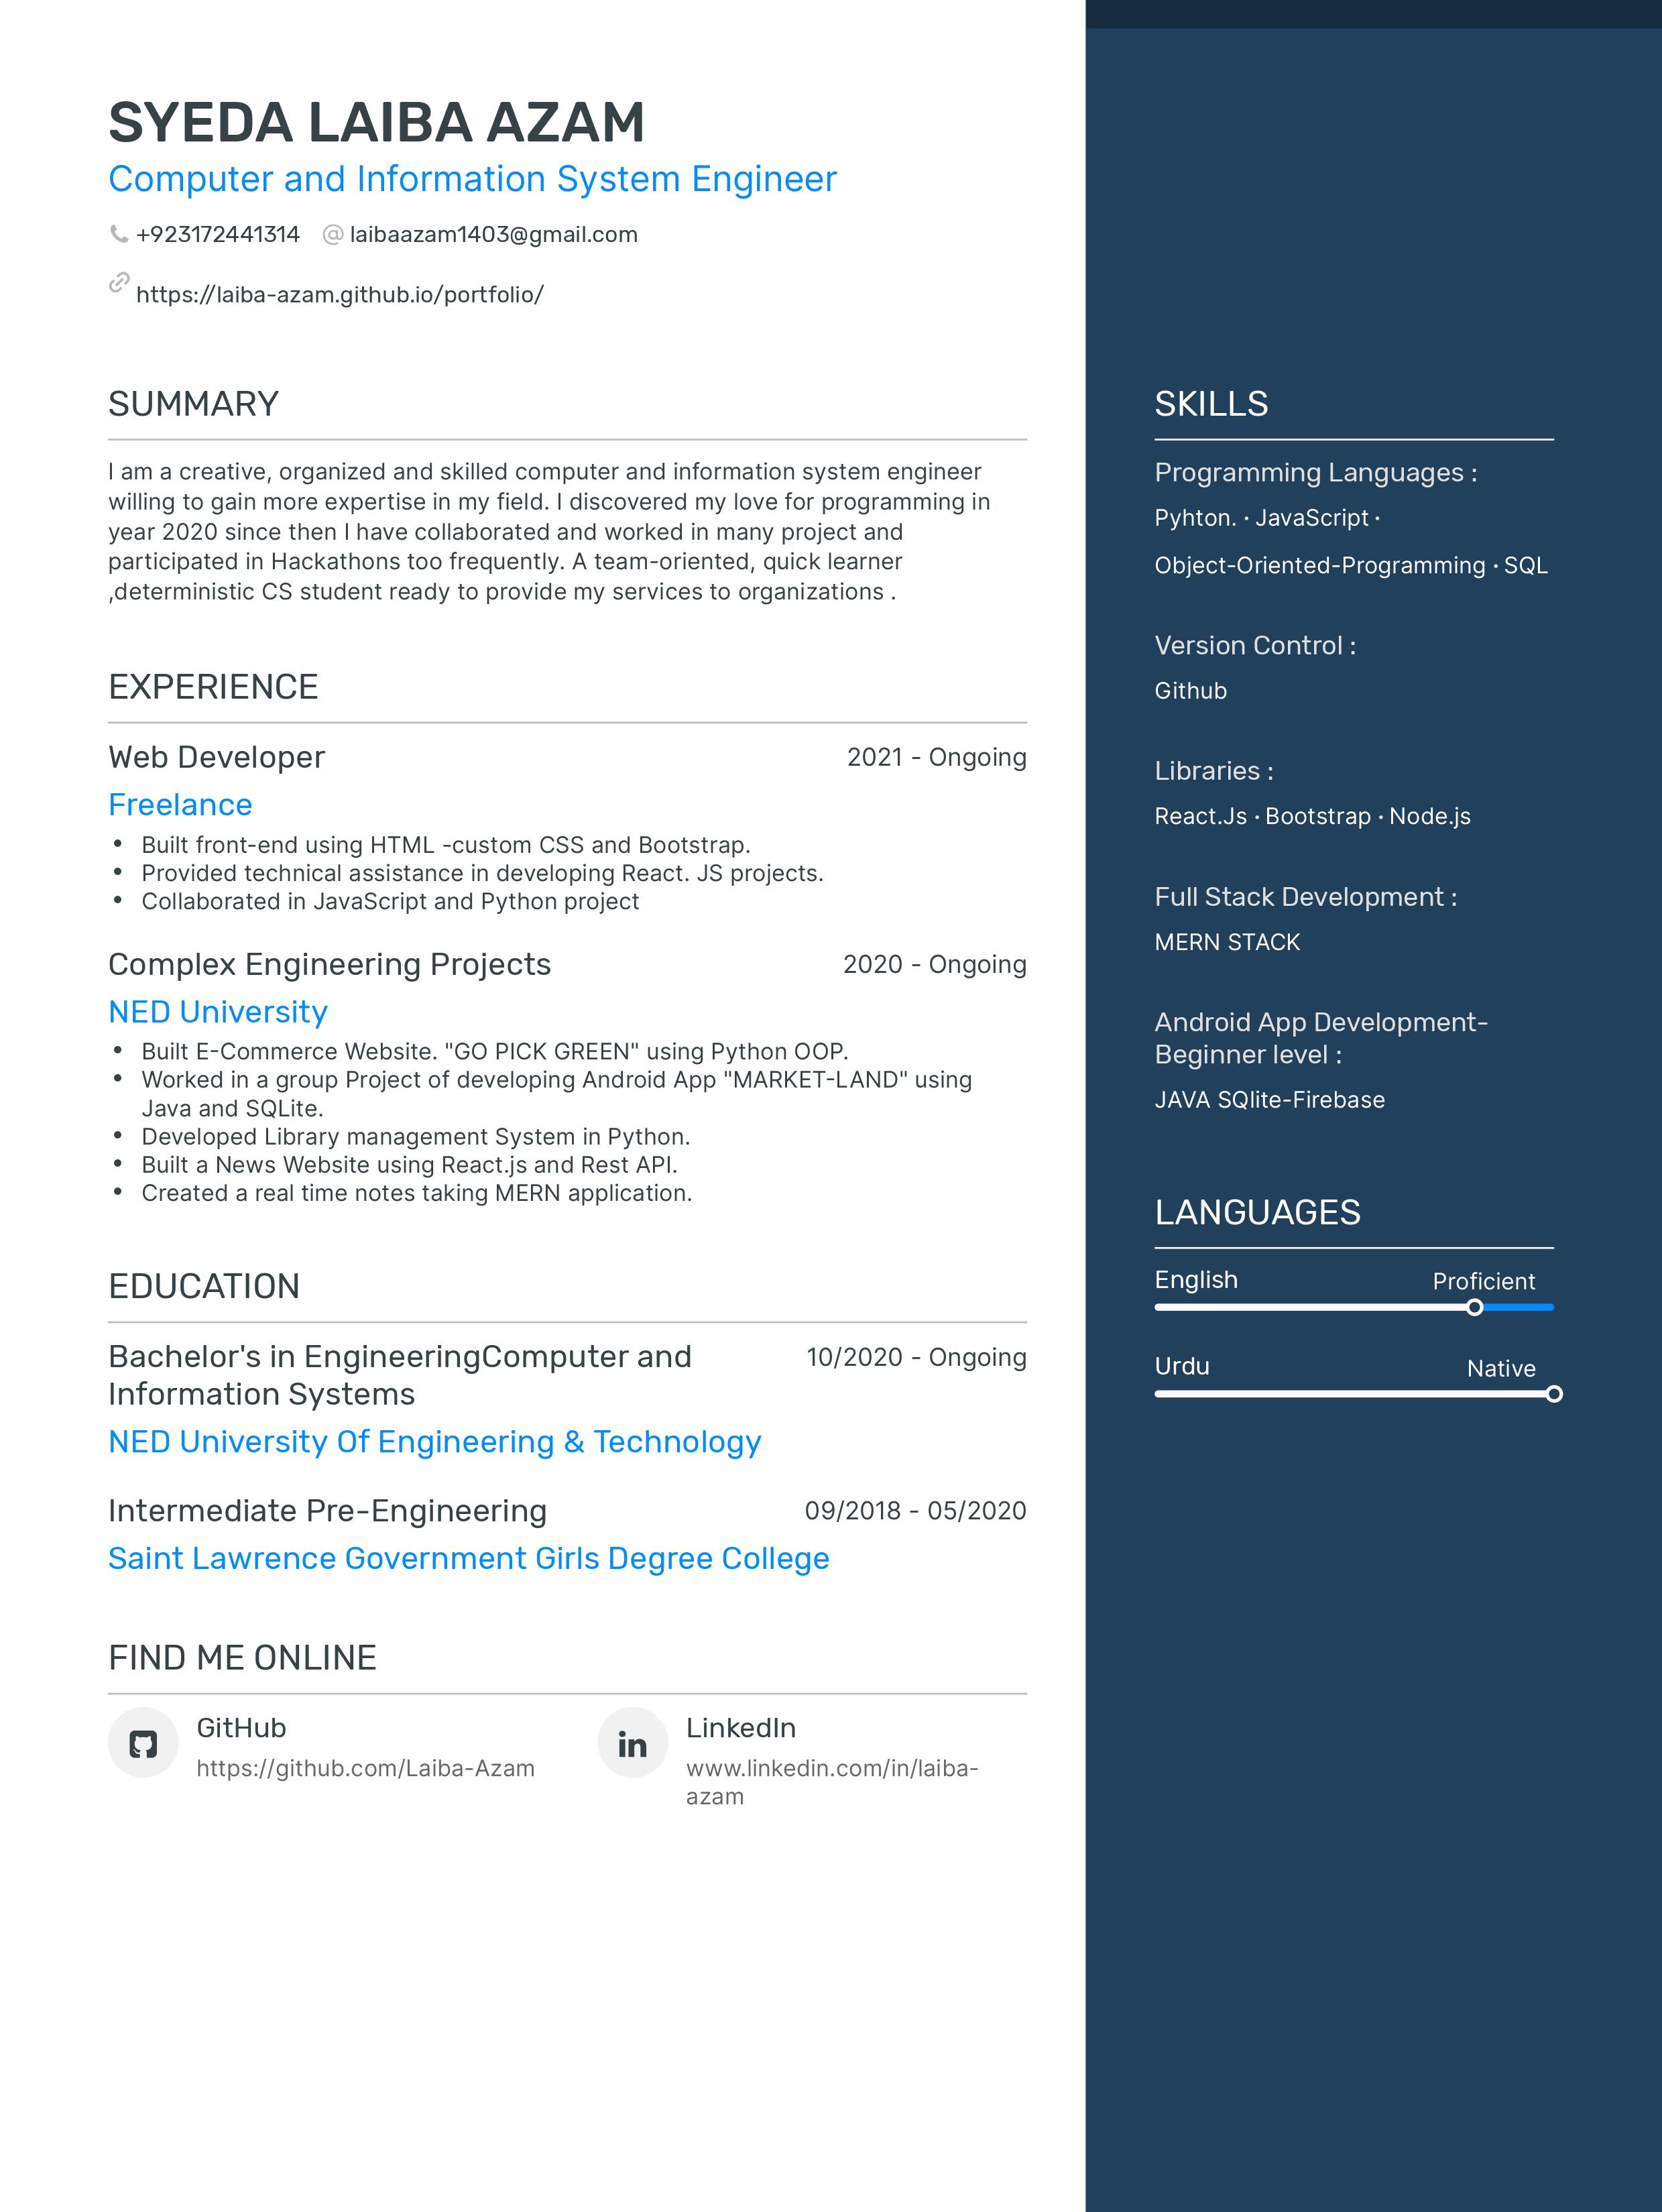 SYEDA LAIBA AZAM
Computer and Information System Engineer
+923172441314 @ laibaazam1403@gmail.com
https://laiba-azam.github.io/portfolio/
SUMMARY
I am a creative, organized and skilled computer and information system engineer
willing to gain more expertise in my field. I discovered my love for programming in
year 2020 since then I have collaborated and worked in many project and
participated in Hackathons too frequently. A team-oriented, quick learner
,deterministic CS student ready to provide my services to organizations .
EXPERIENCE
Web Developer 2021 - Ongoing
Freelance
• Built front-end using HTML -custom CSS and Bootstrap.
• Provided technical assistance in developing React. JS projects.
• Collaborated in JavaScript and Python project
Complex Engineering Projects 2020 - Ongoing
NED University
• Built E-Commerce Website. "GO PICK GREEN" using Python OOP.
• Worked in a group Project of developing Android App "MARKET-LAND" using
Java and SQLite.
• Developed Library management System in Python.
• Built a News Website using React.js and Rest API.
• Created a real time notes taking MERN application.
EDUCATION
Bachelor's in EngineeringComputer and 10/2020 - Ongoing
Information Systems
NED University Of Engineering & Technology
Intermediate Pre-Engineering 09/2018 - 05/2020
Saint Lawrence Government Girls Degree College
FIND ME ONLINE
GitHub
https://github.com/Laiba-Azam
LinkedIn
www.linkedin.com/in/laiba-
azam
SKILLS
Programming Languages :
Pyhton. · JavaScript ·
Object-Oriented-Programming · SQL
Version Control :
Github
Libraries :
React.Js · Bootstrap · Node.js
Full Stack Development :
MERN STACK
Android App Development-
Beginner level :
JAVA SQlite-Firebase
LANGUAGES
English Proficient
Urdu Native